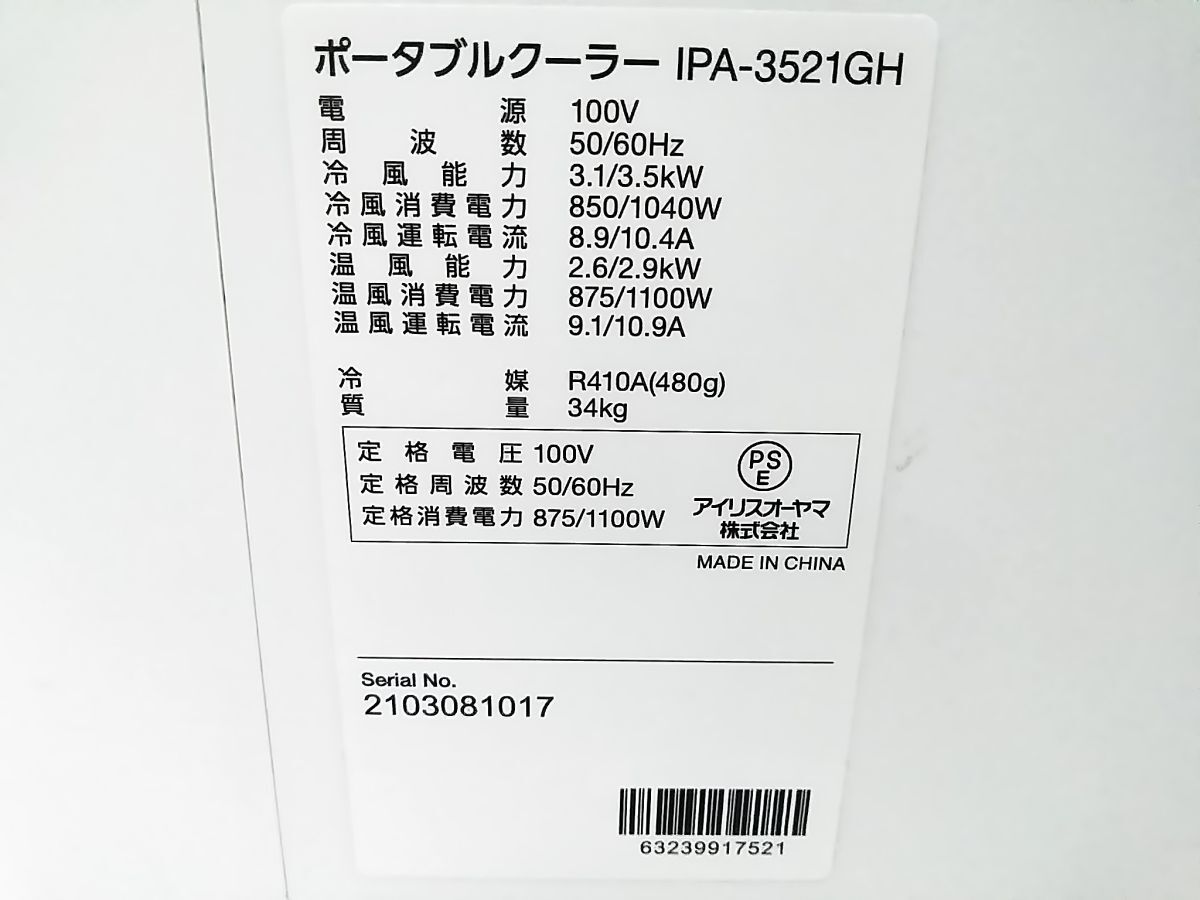 ポータブルクーラー IPA-3521GH
電源 100V
周波数 50/60Hz
冷風能力 3.1/3.5kW
冷風消費電力 850/1040W
冷風運転電流 8.9/10.4A
温風能力 2.6/2.9kW
温風消費電力 875/1100W
温風運転電流 9.1/10.9A
冷媒 R410A(480g)
質量 34kg
定格電圧 100V
定格周波数 50/60Hz
定格消費電力 875/1100W
PSE
アイリスオーヤマ
株式会社
MADE IN CHINA
Serial No.
2103081017
63239917521